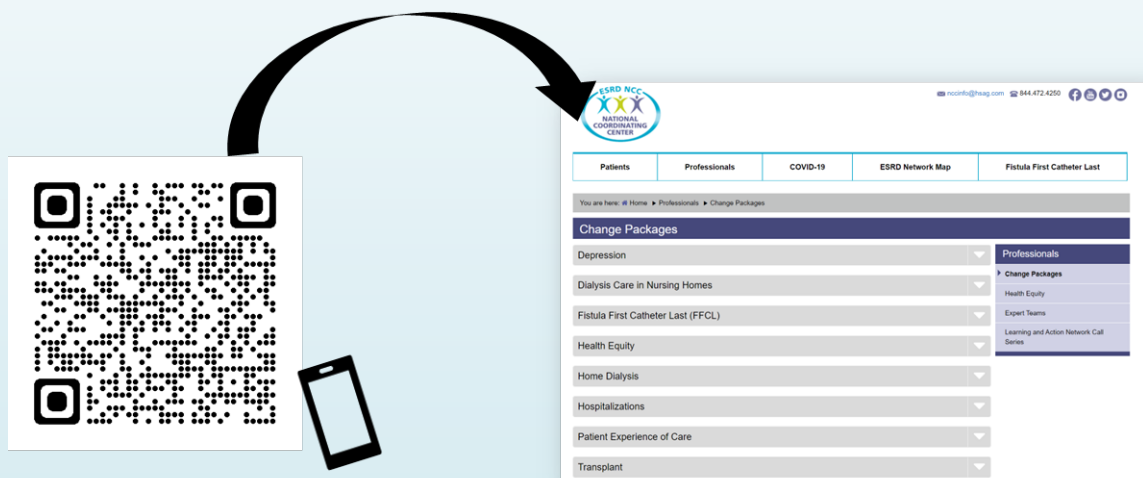 ESRD NCC
NATIONAL
COORDINATING
CENTER
nccinfo@hsag.com 844.472.4250
Patients Professionals COVID-19 ESRD Network Map Fistula First Catheter Last
You are here: Home Professionals Change Packages
Change Packages
Depression
Dialysis Care in Nursing Homes
Fistula First Catheter Last (FFCL)
Health Equity
Home Dialysis
Hospitalizations
Patient Experience of Care
Transplant
Professionals
Change Packages
Health Equity
Expert Teams
Learning and Action Network Call
Series